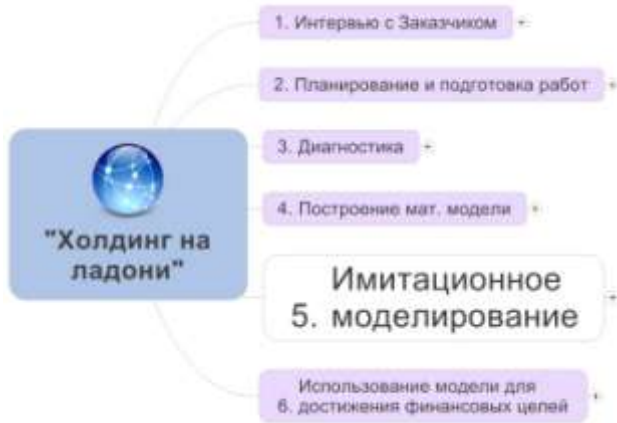 1. Интервью с Заказчиком
2. Планирование и подготовка работ
3. Диагностика
"Холдинг на
ладони"
4. Построение мат. модели
Имитационное
5. моделирование
Использование модели для
6. достижения финансовых целей